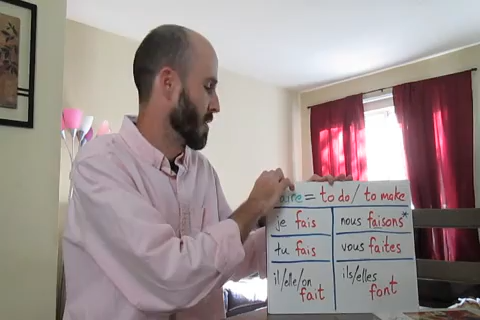 aire = to do / to make
je fais
nous faisons*
tu fais
vous faites
il/elle/on
fait
ils/elles
font